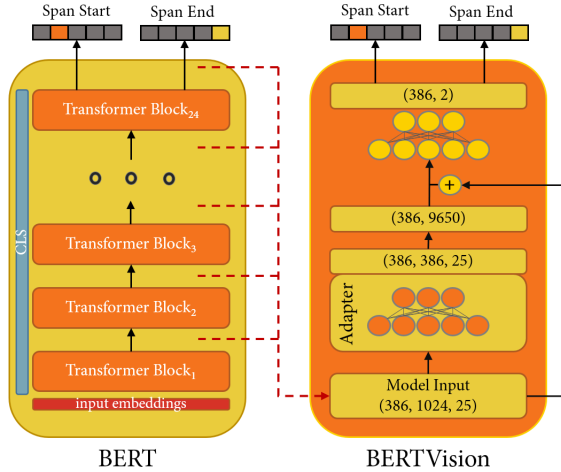 Span Start
Span End
Transformer Block24
Transformer Block3
Transformer Block2
Transformer Block1
CLS
input embeddings
BERT
Span Start
Span End
(386, 2)
+
(386, 9650)
(386, 386, 25)
Adapter
Model Input
(386, 1024, 25)
BERTVision